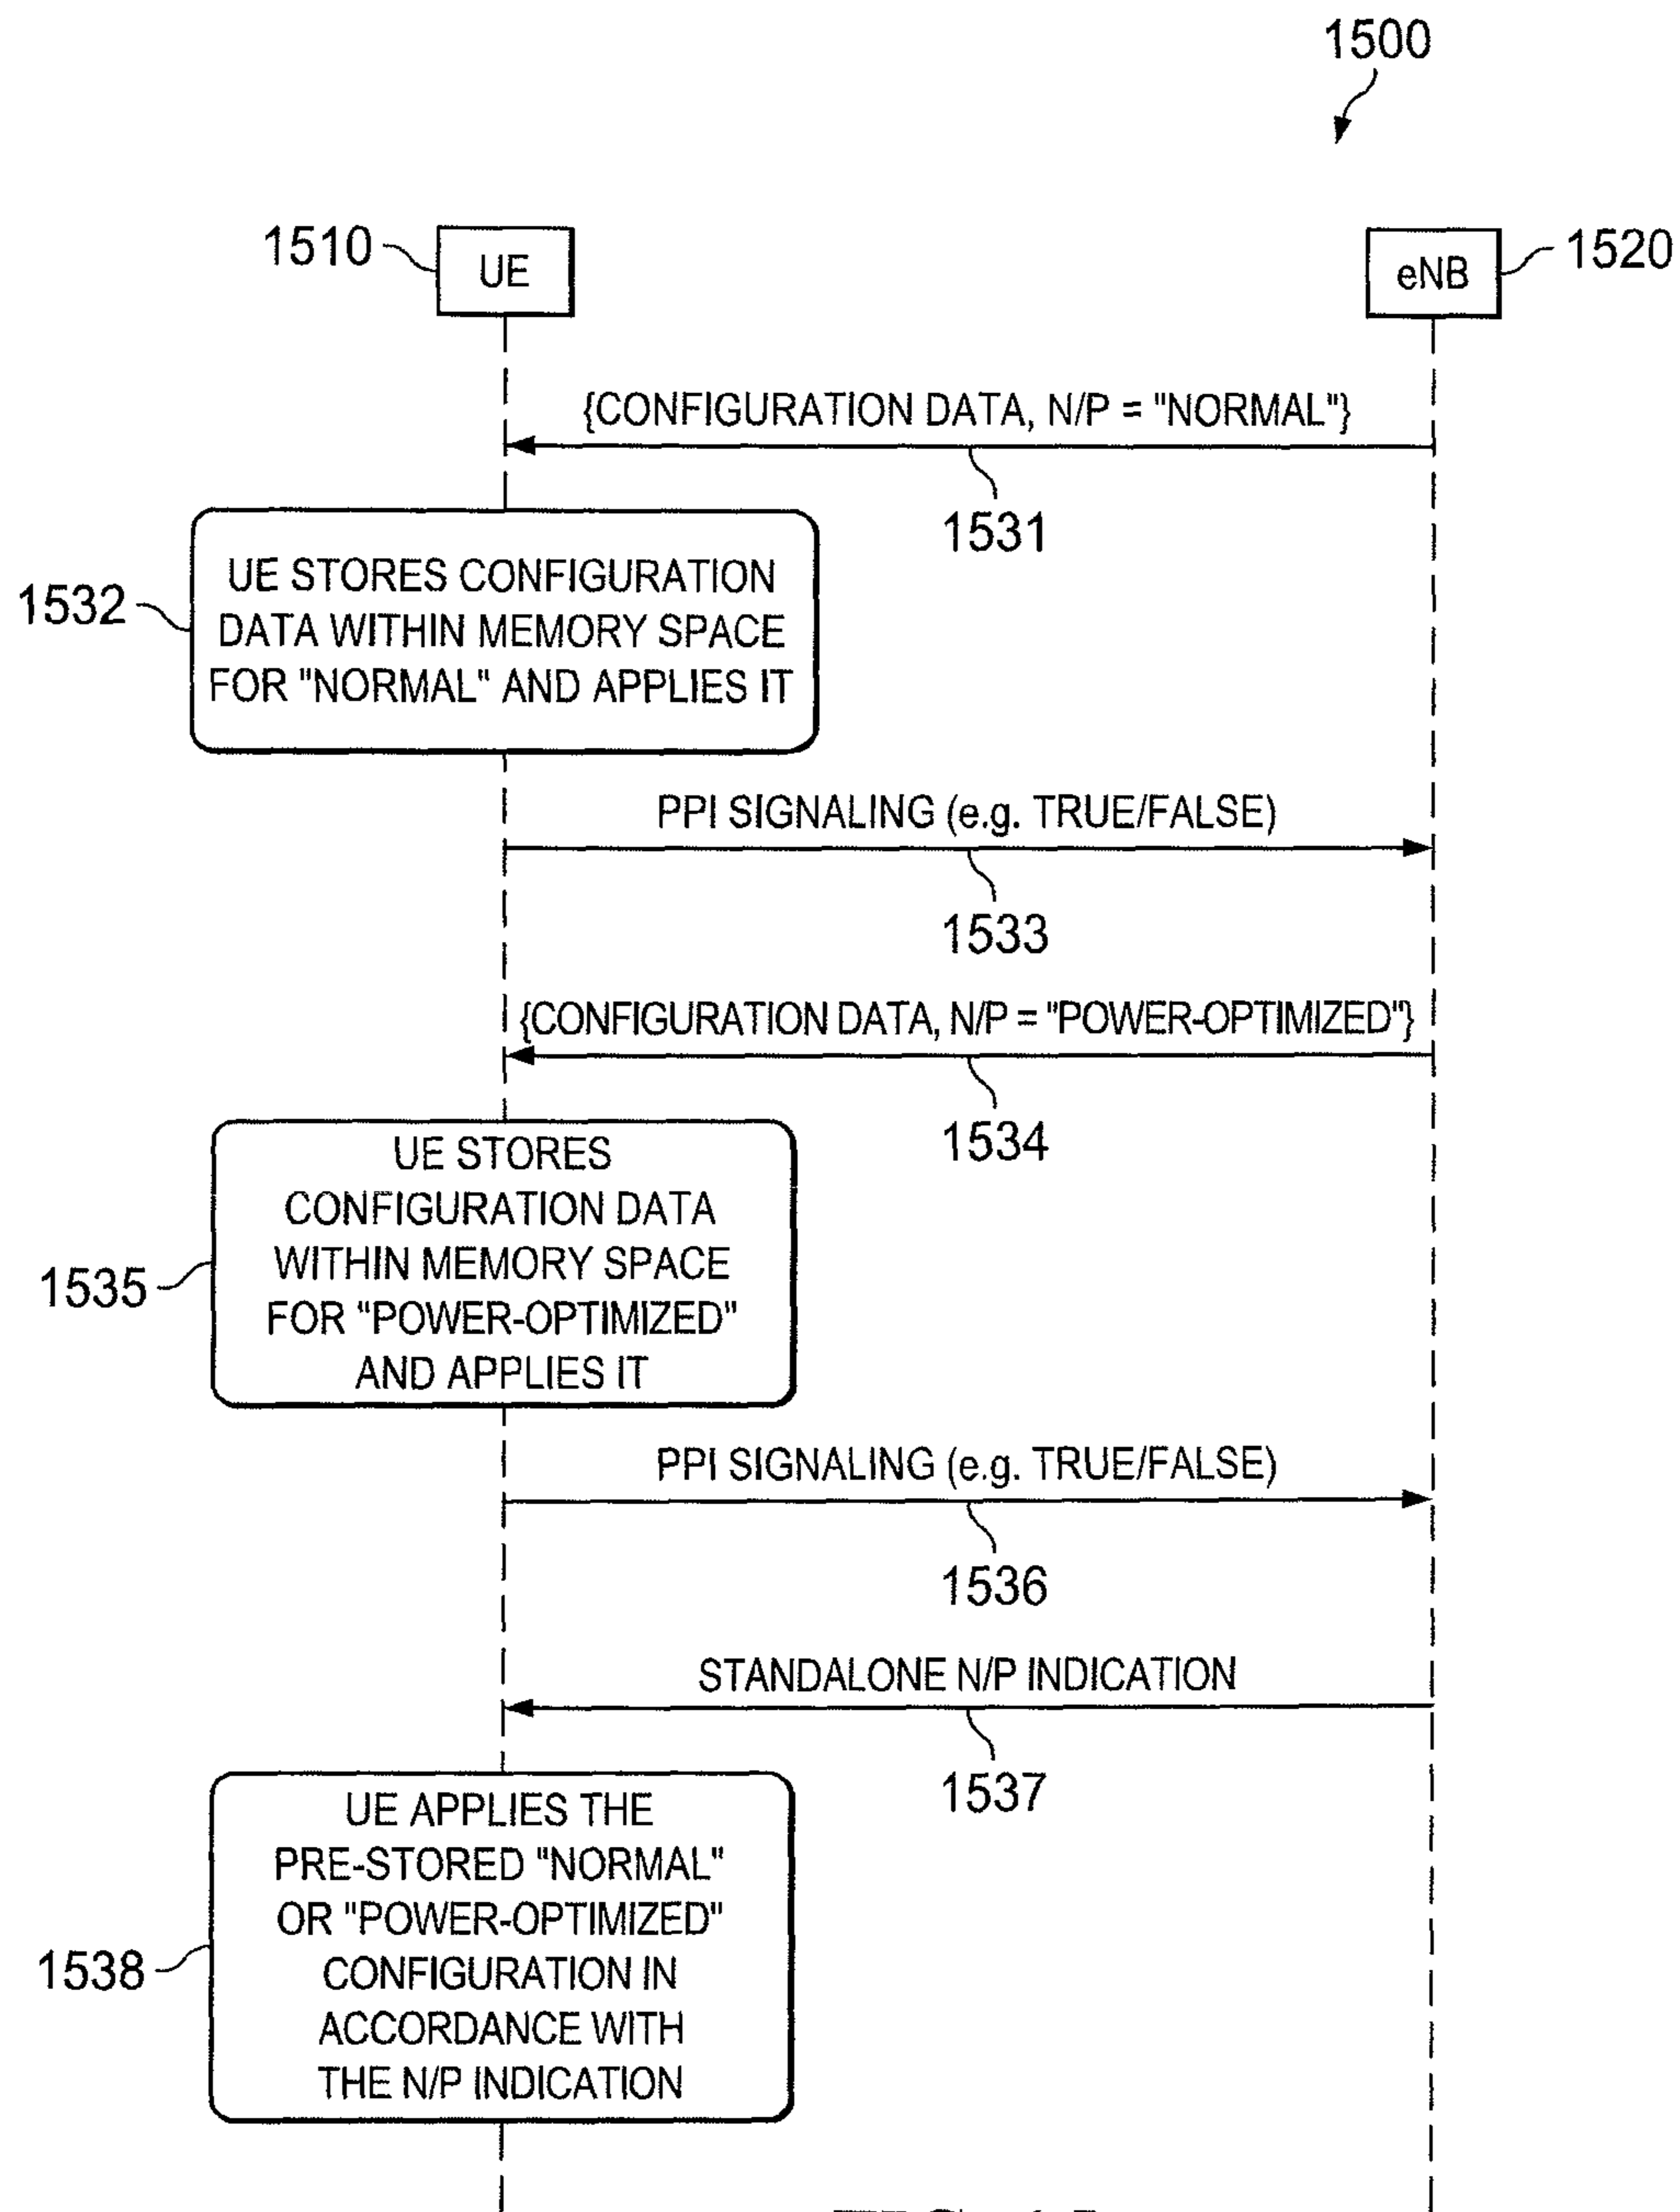 1500
1510
UE
eNB
1520
{CONFIGURATION DATA, N/P = "NORMAL"}
1531
1532
UE STORES CONFIGURATION
DATA WITHIN MEMORY SPACE
FOR "NORMAL" AND APPLIES IT
PPI SIGNALING (e.g. TRUE/FALSE)
1533
{CONFIGURATION DATA, N/P = "POWER-OPTIMIZED"}
1534
1535
UE STORES
CONFIGURATION DATA
WITHIN MEMORY SPACE
FOR "POWER-OPTIMIZED"
AND APPLIES IT
PPI SIGNALING (e.g. TRUE/FALSE)
1536
STANDALONE N/P INDICATION
1537
1538
UE APPLIES THE
PRE-STORED "NORMAL"
OR "POWER-OPTIMIZED"
CONFIGURATION IN
ACCORDANCE WITH
THE N/P INDICATION